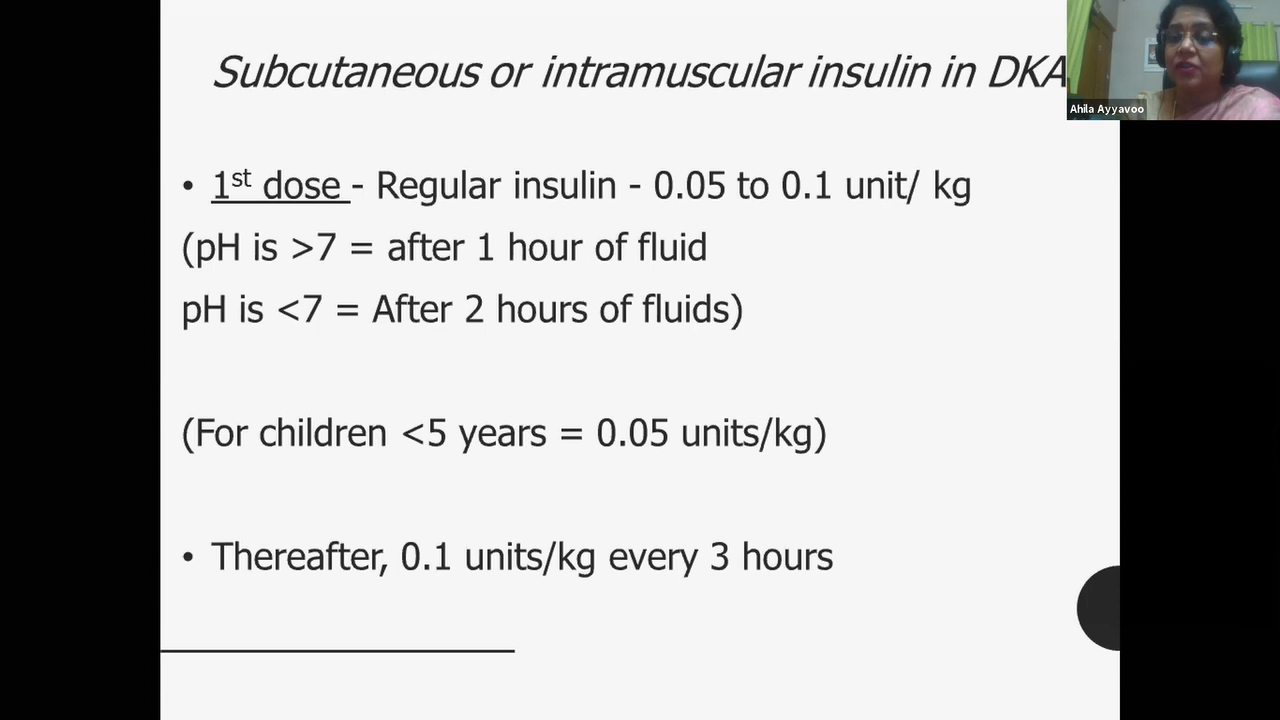 Subcutaneous or intramuscular insulin in DKA
Ahila Ayyavoo
• 1st dose - Regular insulin - 0.05 to 0.1 unit/ kg
(pH is >7 = after 1 hour of fluid
pH is <7 = After 2 hours of fluids)
(For children <5 years = 0.05 units/kg)
• Thereafter, 0.1 units/kg every 3 hours